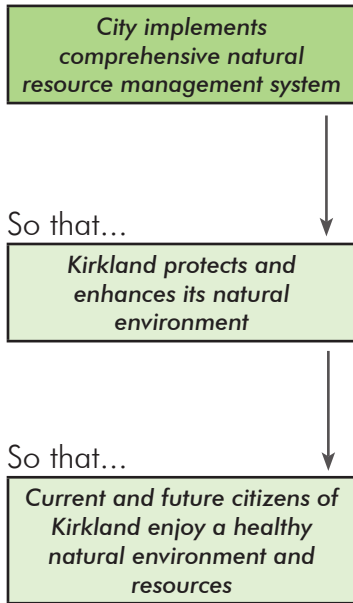 City implements
comprehensive natural
resource management system
So that...
Kirkland protects and
enhances its natural
environment
So that...
Current and future citizens of
Kirkland enjoy a healthy
natural environment and
resources